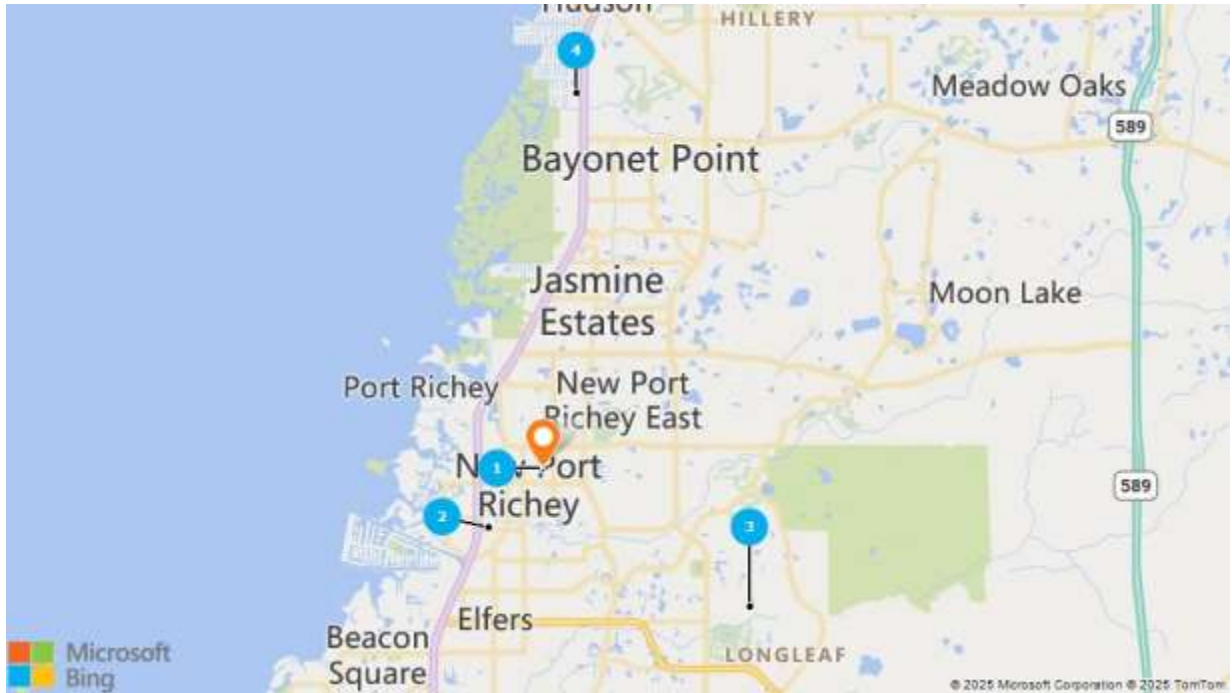 Hudson
HILLERY
4
Meadow Oaks
589
Bayonet Point
Jasmine
Estates
Moon Lake
Port Richey
New Port
Richey East
1
New Port
Richey
589
2
3
Elfers
Beacon
Square
LONGLEAF
Microsoft
Bing
© 2025 Microsoft Corporation © 2025 TomTom